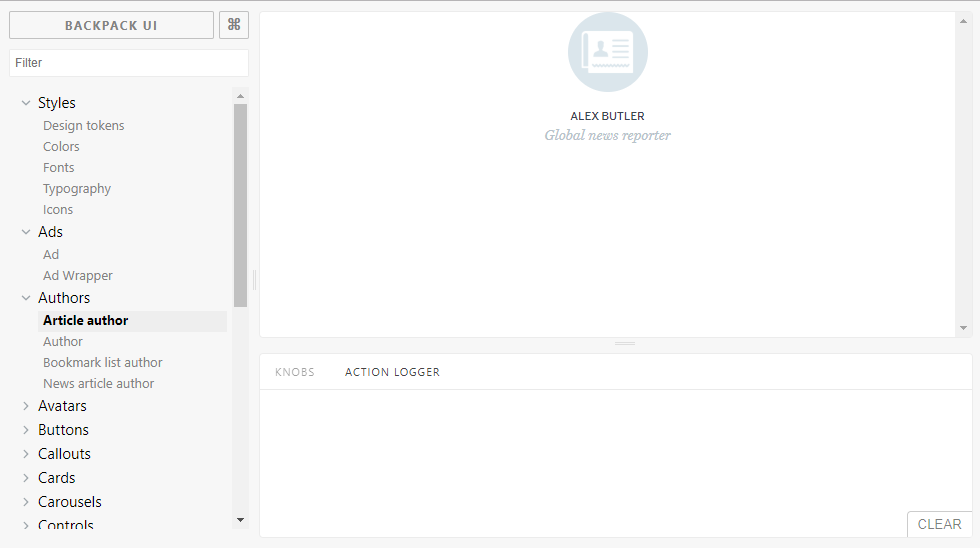 BACKPACK UI
⌘
Filter
Styles
Design tokens
Colors
Fonts
Typography
Icons
Ads
Ad
Ad Wrapper
Authors
Article author
Author
Bookmark list author
News article author
Avatars
Buttons
Callouts
Cards
Carousels
Controls
ALEX BUTLER
Global news reporter
KNOBS
ACTION LOGGER
CLEAR